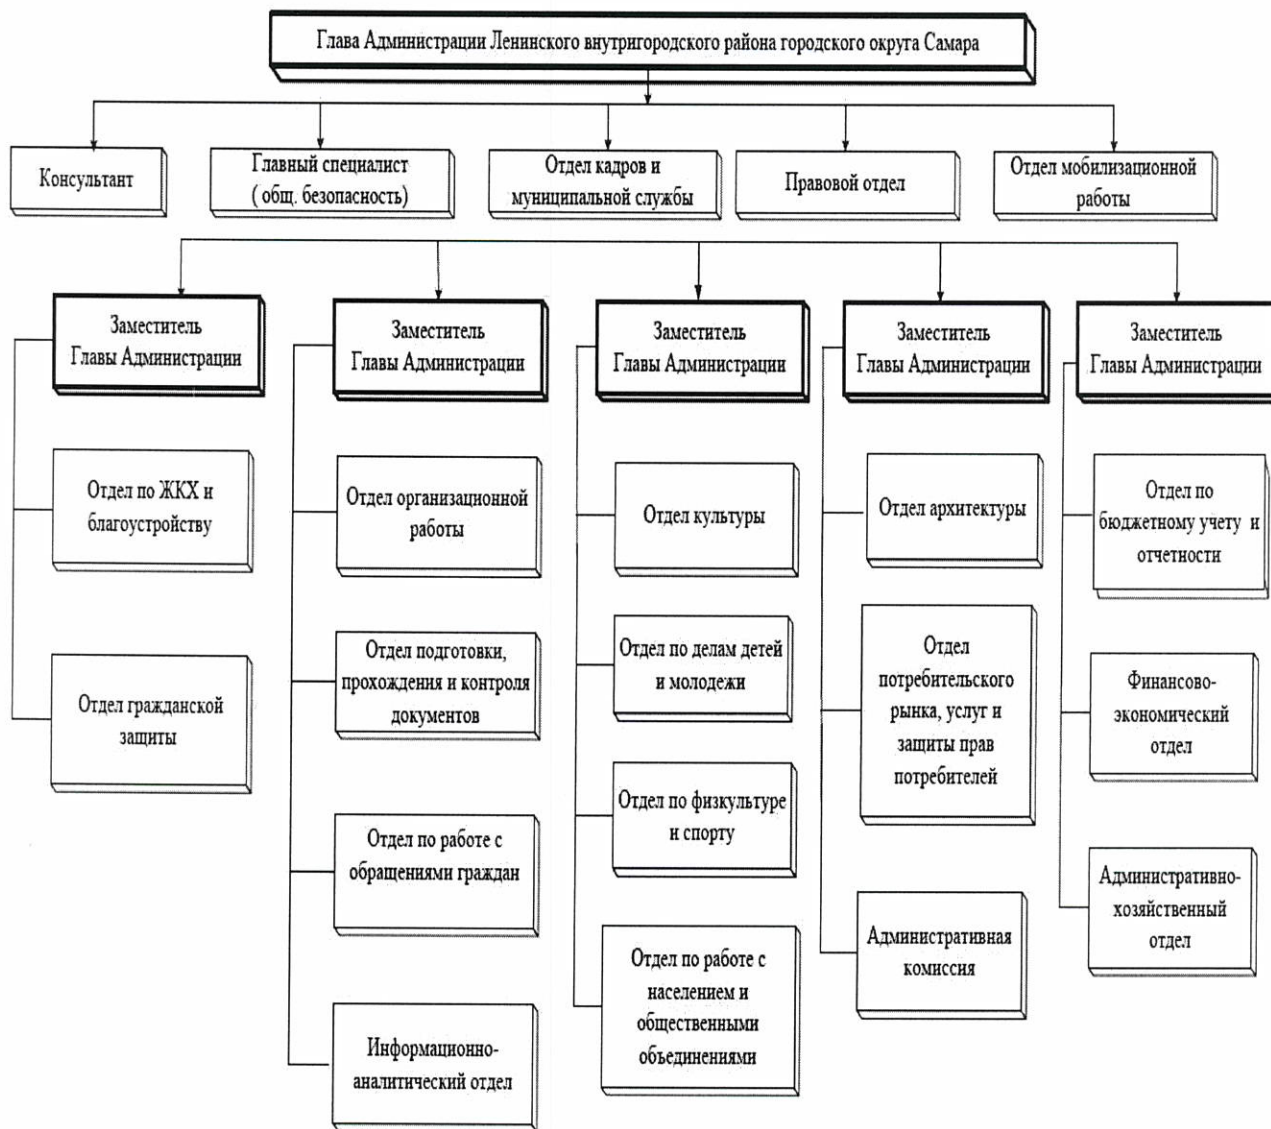 Глава Администрации Ленинского внутригородского района городского округа Самара
Консультант
Главный специалист
( общ. безопасность)
Отдел кадров и
муниципальной службы
Правовой отдел
Отдел мобилизационной
работы
Заместитель
Главы Администрации
Заместитель
Главы Администрации
Заместитель
Главы Администрации
Заместитель
Главы Администрации
Заместитель
Главы Администрации
Отдел по ЖКХ и
благоустройству
Отдел гражданской
защиты
Отдел организационной
работы
Отдел подготовки,
прохождения и контроля
документов
Отдел по работе с
обращениями граждан
Информационно-
аналитический отдел
Отдел культуры
Отдел по делам детей
и молодежи
Отдел по физкультуре
и спорту
Отдел по работе с
населением и
общественными
объединениями
Отдел архитектуры
Отдел
потребительского
рынка, услуг и
защиты прав
потребителей
Административная
комиссия
Отдел по
бюджетному учету и
отчетности
Финансово-
экономический
отдел
Административно-
хозяйственный
отдел